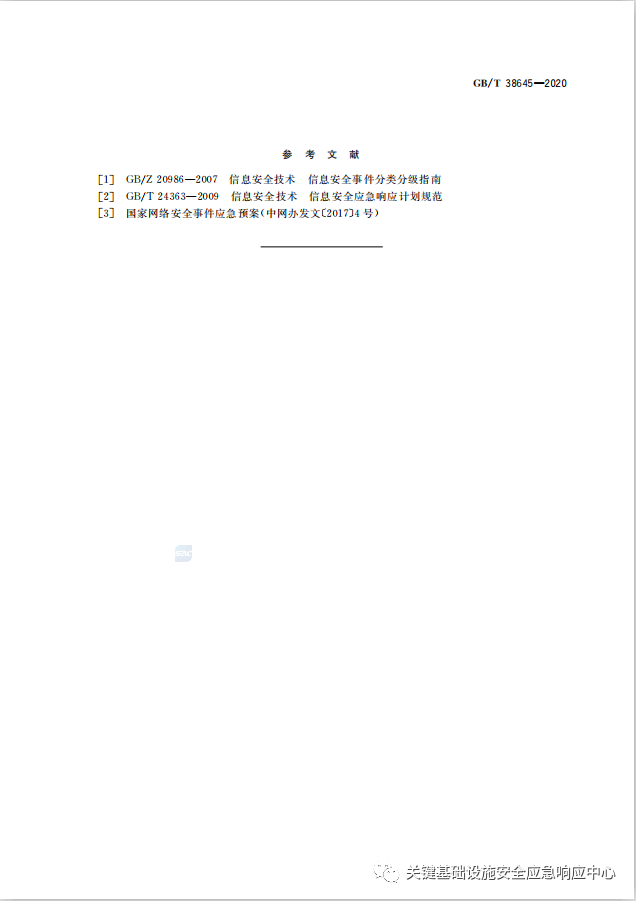 GB/T 38645—2020
参 考 文 献
[1] GB/Z 20986—2007 信息安全技术 信息安全事件分类分级指南
[2] GB/T 24363—2009 信息安全技术 信息安全应急响应计划规范
[3] 国家网络安全事件应急预案(中网办发文〔2017〕4 号)
关键基础设施安全应急响应中心